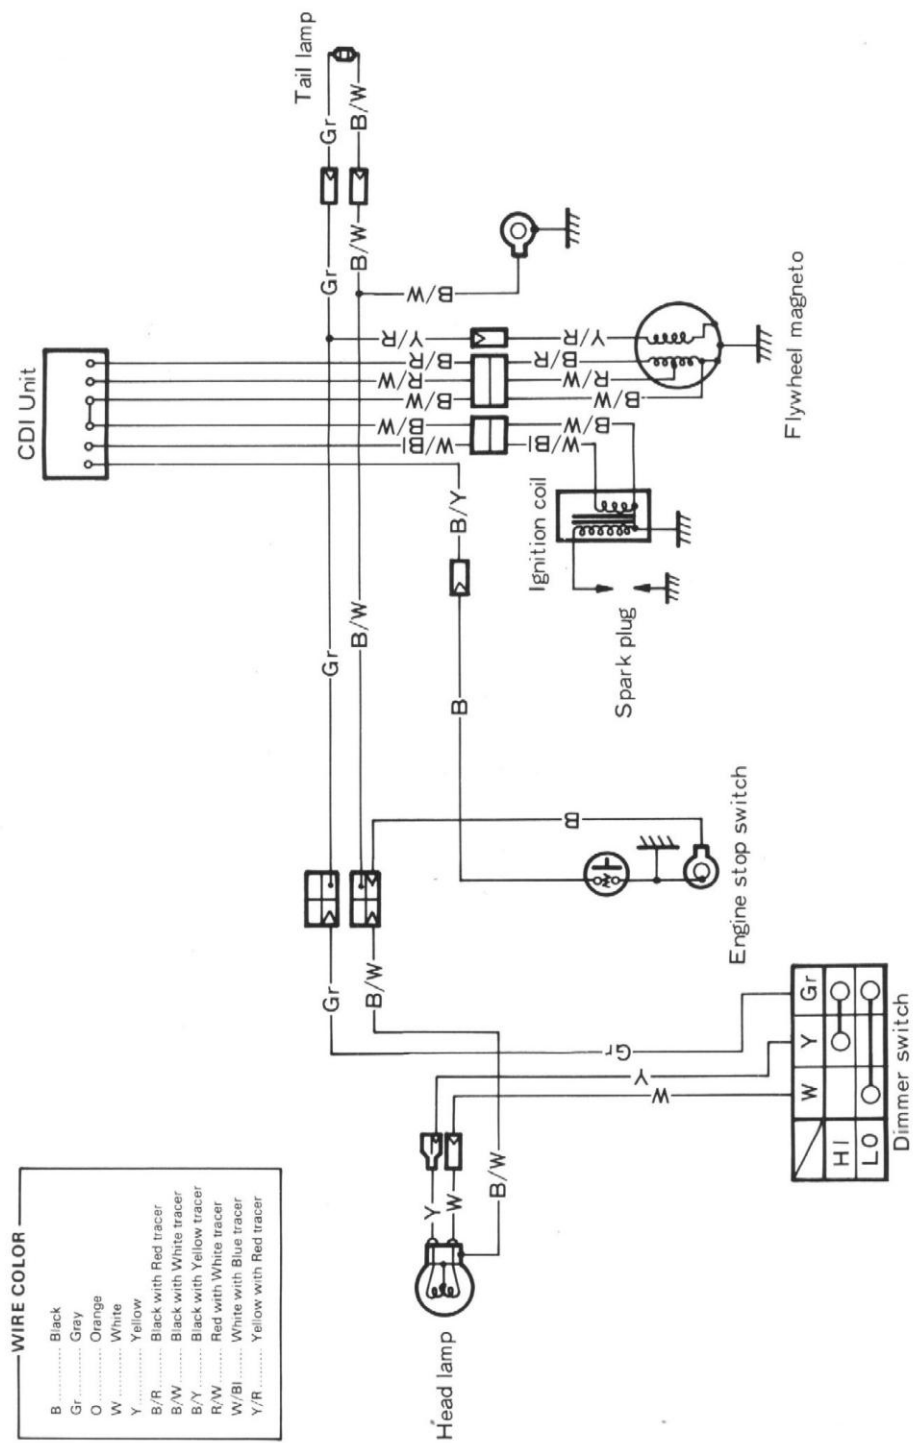 WIRE COLOR
B ............ Black
Gr ............ Gray
O ............ Orange
W ............ White
Y ............ Yellow
B/R ......... Black with Red tracer
B/W ......... Black with White tracer
B/Y ......... Black with Yellow tracer
R/W ......... Red with White tracer
W/Bl ......... White with Blue tracer
Y/R ......... Yellow with Red tracer
Head lamp
Y
W
B/W
Y
W
Gr
Gr
B/W
Dimmer switch
W
Y
Gr
HI
LO
Engine stop switch
B
B
B/Y
Gr
B/W
Spark plug
Ignition coil
CDI Unit
W/Bl
B/W
B/W
R/W
B/R
Y/R
W/Bl
B/W
B/W
R/W
B/R
Y/R
Flywheel magneto
B/W
Gr
B/W
Gr
B/W
Tail lamp